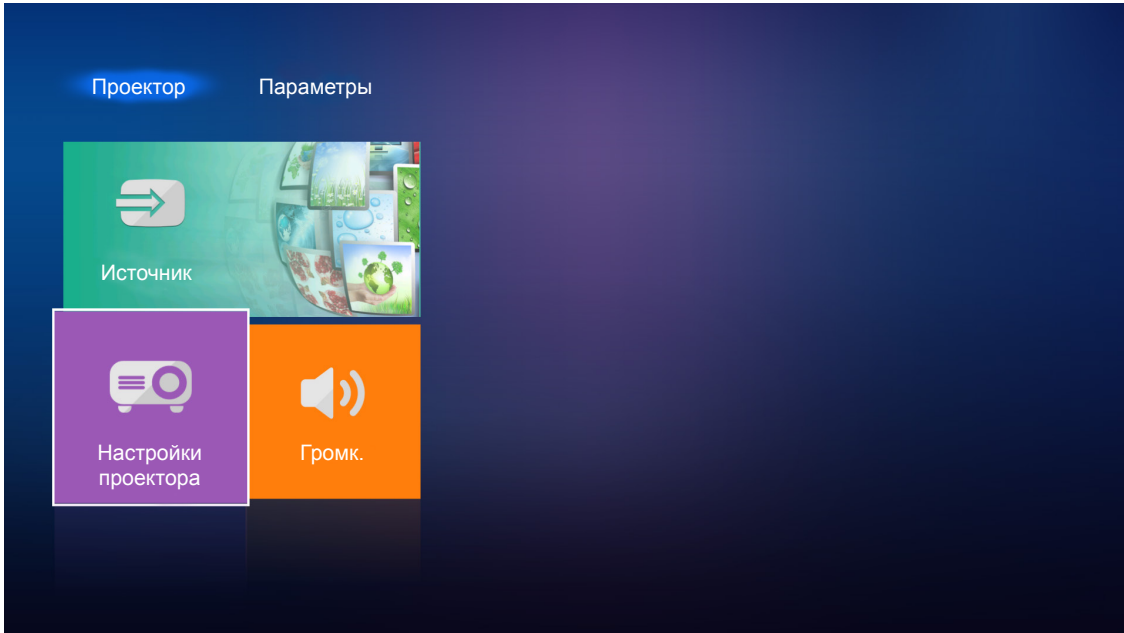 Проектор
Параметры
Источник
Настройки
проектора
Громк.